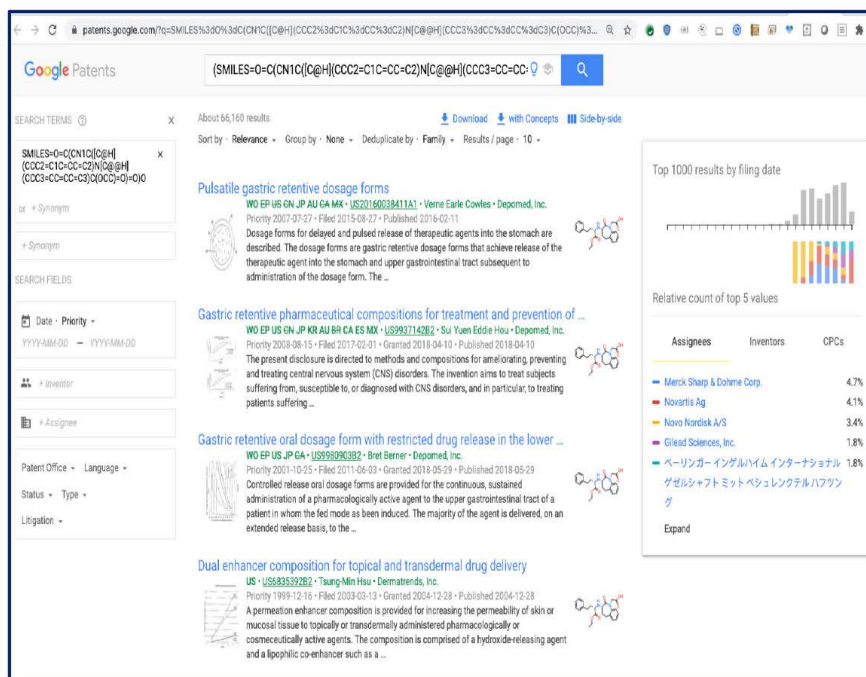 patents.google.com/?q=SMILES%3dO%3dC(CN1C([C@H](CCC2%3dC1C%3dCC%3dC2)N[C@@H](CCC3%3dCC%3dCC%3dC3)C(OCC)%3...
Google Patents
(SMILES=O=C(CN1C([C@H](CCC2=C1C=CC=C2)N[C@@H](CCC3=CC=CC=
SEARCH TERMS
SMILES=O=C(CN1C([C@H]
(CCC2=C1C=CC=C2)N[C@@H]
(CCC3=CC=CC=C3)C(OCC)=O)=O)O
or + Synonym
+ Synonym
SEARCH FIELDS
Date · Priority
YYYY-MM-DD — YYYY-MM-DD
+ Inventor
+ Assignee
Patent Office Language
Status Type
Litigation
About 66,160 results
Download with Concepts Side-by-side
Sort by · Relevance Group by · None Deduplicate by · Family Results / page · 10
Pulsatile gastric retentive dosage forms
WO EP US CN JP AU CA MX · US20160038411A1 · Verne Earle Cowles · Depomed, Inc.
Priority 2007-07-27 · Filed 2015-08-27 · Published 2016-02-11
Dosage forms for delayed and pulsed release of therapeutic agents into the stomach are
described. The dosage forms are gastric retentive dosage forms that achieve release of the
therapeutic agent into the stomach and upper gastrointestinal tract subsequent to
administration of the dosage form. The ...
Gastric retentive pharmaceutical compositions for treatment and prevention of ...
WO EP US CN JP KR AU BR CA ES MX · US9937142B2 · Sui Yuen Eddie Hou · Depomed, Inc.
Priority 2008-08-15 · Filed 2017-02-01 · Granted 2018-04-10 · Published 2018-04-10
The present disclosure is directed to methods and compositions for ameliorating, preventing
and treating central nervous system (CNS) disorders. The invention aims to treat subjects
suffering from, susceptible to, or diagnosed with CNS disorders, and in particular, to treating
patients suffering ...
Gastric retentive oral dosage form with restricted drug release in the lower ...
WO EP US JP CA · US9980903B2 · Bret Berner · Depomed, Inc.
Priority 2001-10-25 · Filed 2011-06-03 · Granted 2018-05-29 · Published 2018-05-29
Controlled release oral dosage forms are provided for the continuous, sustained
administration of a pharmacologically active agent to the upper gastrointestinal tract of a
patient in whom the fed mode as been induced. The majority of the agent is delivered, on an
extended release basis, to the ...
Dual enhancer composition for topical and transdermal drug delivery
US · US6835392B2 · Tsung-Min Hsu · Dermatrends, Inc.
Priority 1999-12-16 · Filed 2003-03-13 · Granted 2004-12-28 · Published 2004-12-28
A permeation enhancer composition is provided for increasing the permeability of skin or
mucosal tissue to topically or transdermally administered pharmacologically or
cosmeceutically active agents. The composition is comprised of a hydroxide-releasing agent
and a lipophilic co-enhancer such as a ...
Top 1000 results by filing date
Relative count of top 5 values
Assignees Inventors CPCs
Merck Sharp & Dohme Corp. 4.7%
Novartis Ag 4.1%
Novo Nordisk A/S 3.4%
Gilead Sciences, Inc. 1.8%
ベーリンガー インゲルハイム インターナショナル 1.8%
ゲゼルシャフト ミット ベシュレンクテル ハフツン
グ
Expand